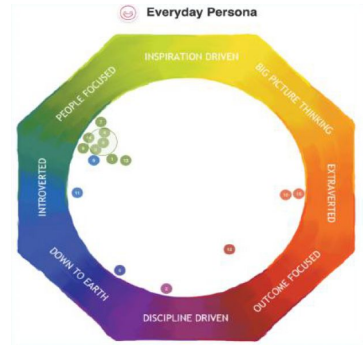 Everyday Persona
INSPIRATION DRIVEN
BIG PICTURE THINKING
EXTRAVERTED
OUTCOME FOCUSED
DISCIPLINE DRIVEN
DOWN TO EARTH
INTROVERTED
PEOPLE FOCUSED